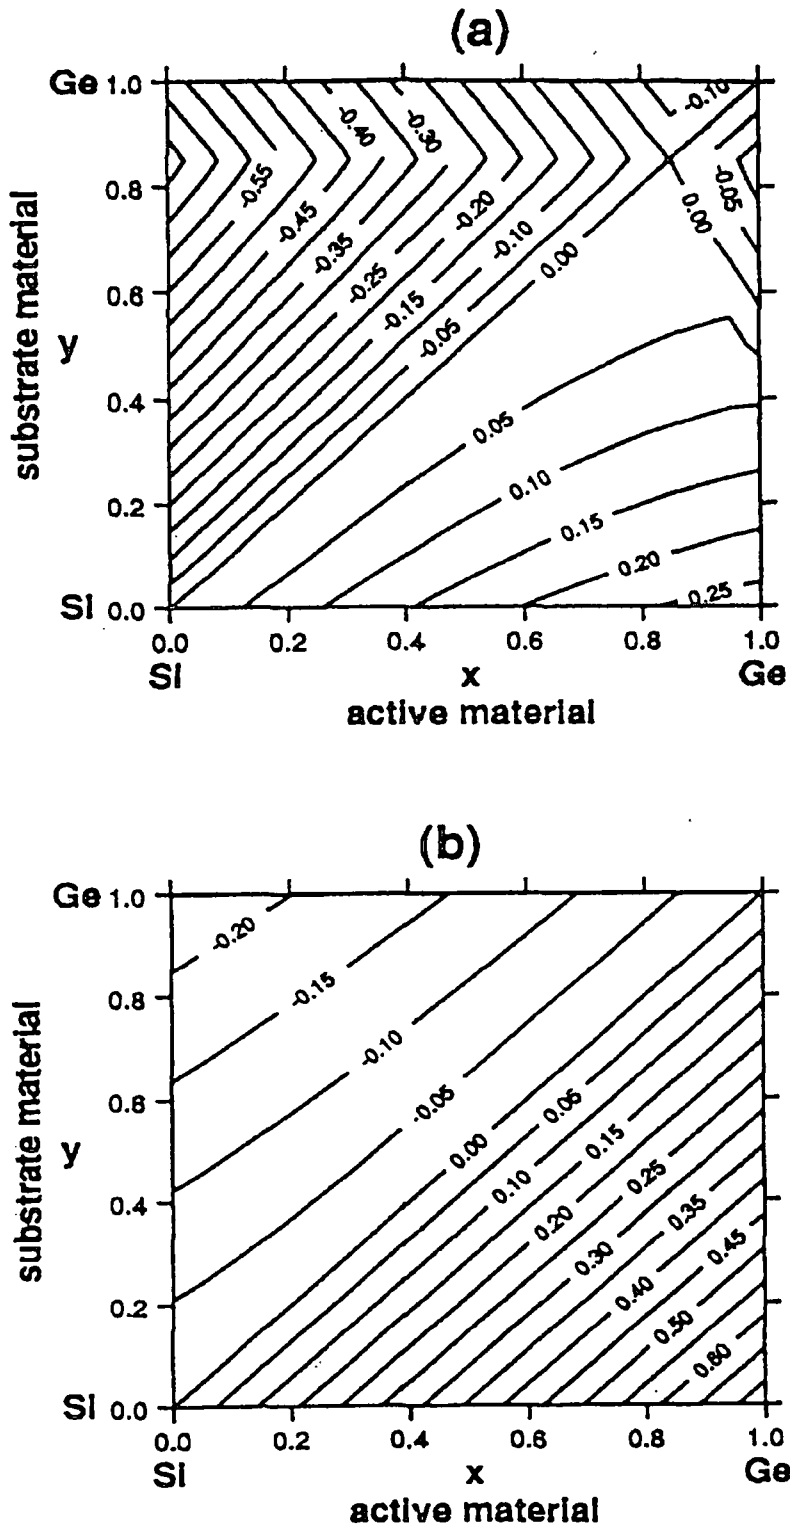 (a)
Ge 1.0
0.8
0.6
0.4
0.2
Si 0.0
substrate material
y
-0.40
-0.30
-0.10
-0.55
-0.45
-0.35
-0.25
-0.15
-0.05
-0.20
-0.10
0.00
-0.05
0.00
0.05
0.10
0.15
0.20
0.25
0.0 0.2 0.4 0.6 0.8 1.0
Si x Ge
active material
(b)
Ge 1.0
0.8
0.6
0.4
0.2
Si 0.0
substrate material
y
-0.20
-0.15
-0.10
-0.05
0.00
0.05
0.10
0.15
0.20
0.25
0.30
0.35
0.40
0.45
0.50
0.60
0.0 0.2 0.4 0.6 0.8 1.0
Si x Ge
active material